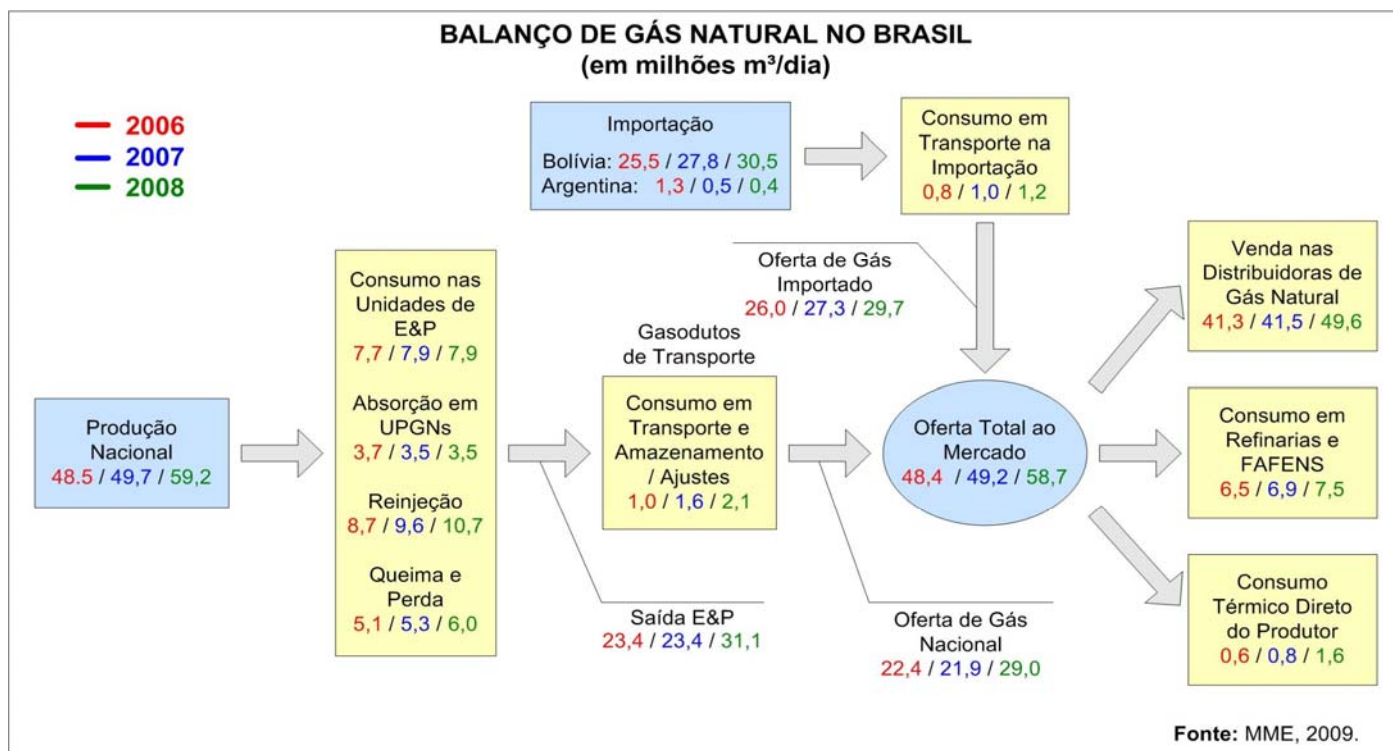 BALANÇO DE GÁS NATURAL NO BRASIL
(em milhões m³/dia)
2006
2007
2008
Importação
Bolívia: 25,5 / 27,8 / 30,5
Argentina: 1,3 / 0,5 / 0,4
Consumo em
Transporte na
Importação
0,8 / 1,0 / 1,2
Oferta de Gás
Importado
26,0 / 27,3 / 29,7
Venda nas
Distribuidoras de
Gás Natural
41,3 / 41,5 / 49,6
Produção
Nacional
48.5 / 49,7 / 59,2
Consumo nas
Unidades de
E&P
7,7 / 7,9 / 7,9
Absorção em
UPGNs
3,7 / 3,5 / 3,5
Reinjeção
8,7 / 9,6 / 10,7
Queima e
Perda
5,1 / 5,3 / 6,0
Gasodutos
de Transporte
Consumo em
Transporte e
Amazenamento
/ Ajustes
1,0 / 1,6 / 2,1
Oferta Total ao
Mercado
48,4 / 49,2 / 58,7
Consumo em
Refinarias e
FAFENS
6,5 / 6,9 / 7,5
Saída E&P
23,4 / 23,4 / 31,1
Oferta de Gás
Nacional
22,4 / 21,9 / 29,0
Consumo
Térmico Direto
do Produtor
0,6 / 0,8 / 1,6
Fonte: MME, 2009.